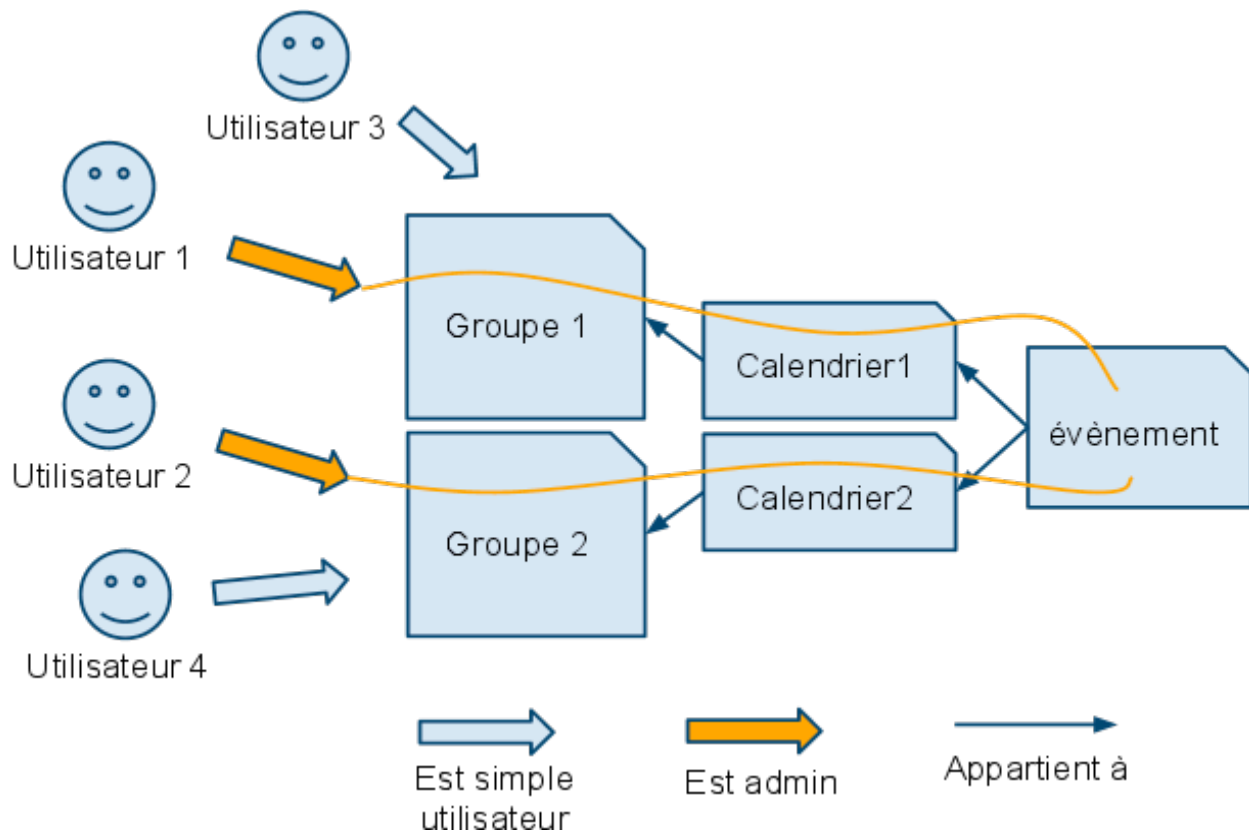 Utilisateur 3
Utilisateur 1
Groupe 1
Calendrier1
évènement
Utilisateur 2
Calendrier2
Groupe 2
Utilisateur 4
Est simple
utilisateur
Est admin
Appartient à